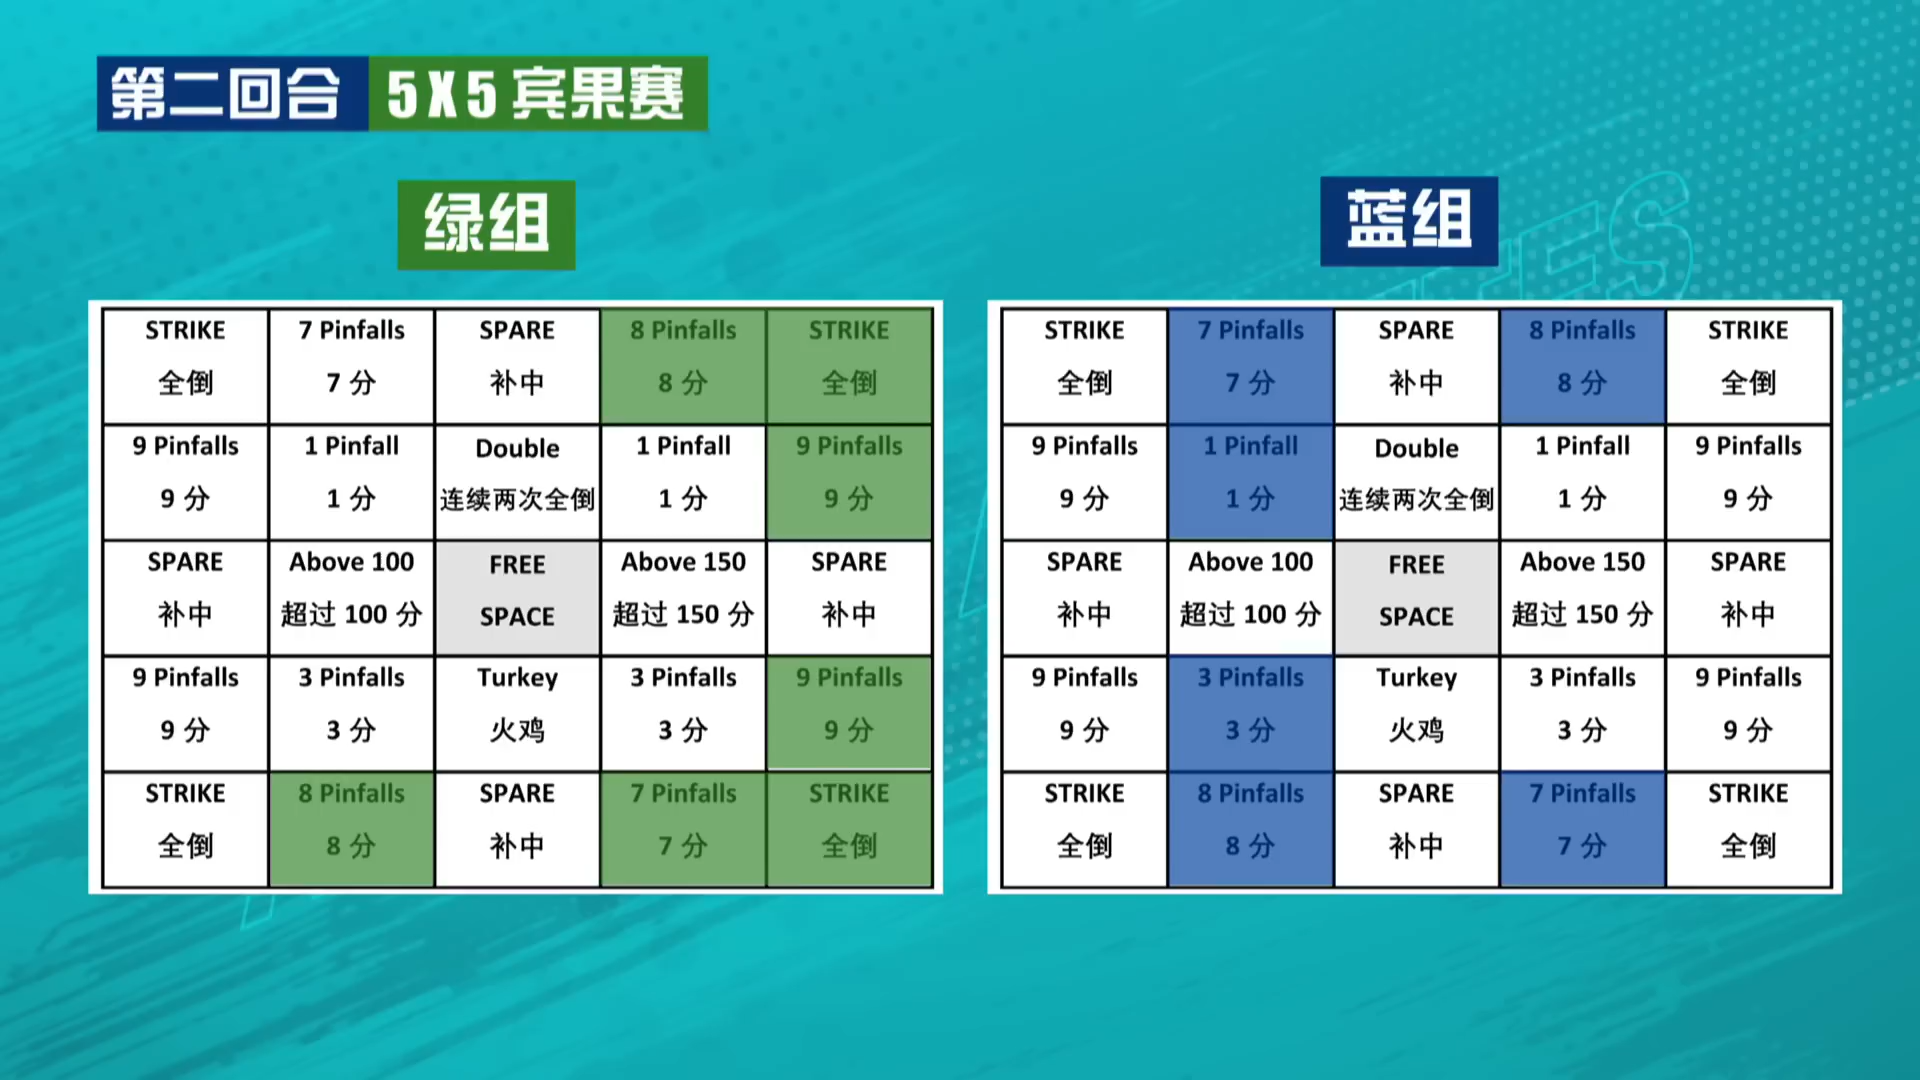 第二回合 5X5宾果赛
绿组
STRIKE 7 Pinfalls SPARE 8 Pinfalls STRIKE
全倒 7 分 补中 8 分 全倒
9 Pinfalls 1 Pinfall Double 1 Pinfall 9 Pinfalls
9 分 1 分 连续两次全倒 1 分 9 分
SPARE Above 100 FREE Above 150 SPARE
补中 超过 100 分 SPACE 超过 150 分 补中
9 Pinfalls 3 Pinfalls Turkey 3 Pinfalls 9 Pinfalls
9 分 3 分 火鸡 3 分 9 分
STRIKE 8 Pinfalls SPARE 7 Pinfalls STRIKE
全倒 8 分 补中 7 分 全倒
蓝组
STRIKE 7 Pinfalls SPARE 8 Pinfalls STRIKE
全倒 7 分 补中 8 分 全倒
9 Pinfalls 1 Pinfall Double 1 Pinfall 9 Pinfalls
9 分 1 分 连续两次全倒 1 分 9 分
SPARE Above 100 FREE Above 150 SPARE
补中 超过 100 分 SPACE 超过 150 分 补中
9 Pinfalls 3 Pinfalls Turkey 3 Pinfalls 9 Pinfalls
9 分 3 分 火鸡 3 分 9 分
STRIKE 8 Pinfalls SPARE 7 Pinfalls STRIKE
全倒 8 分 补中 7 分 全倒